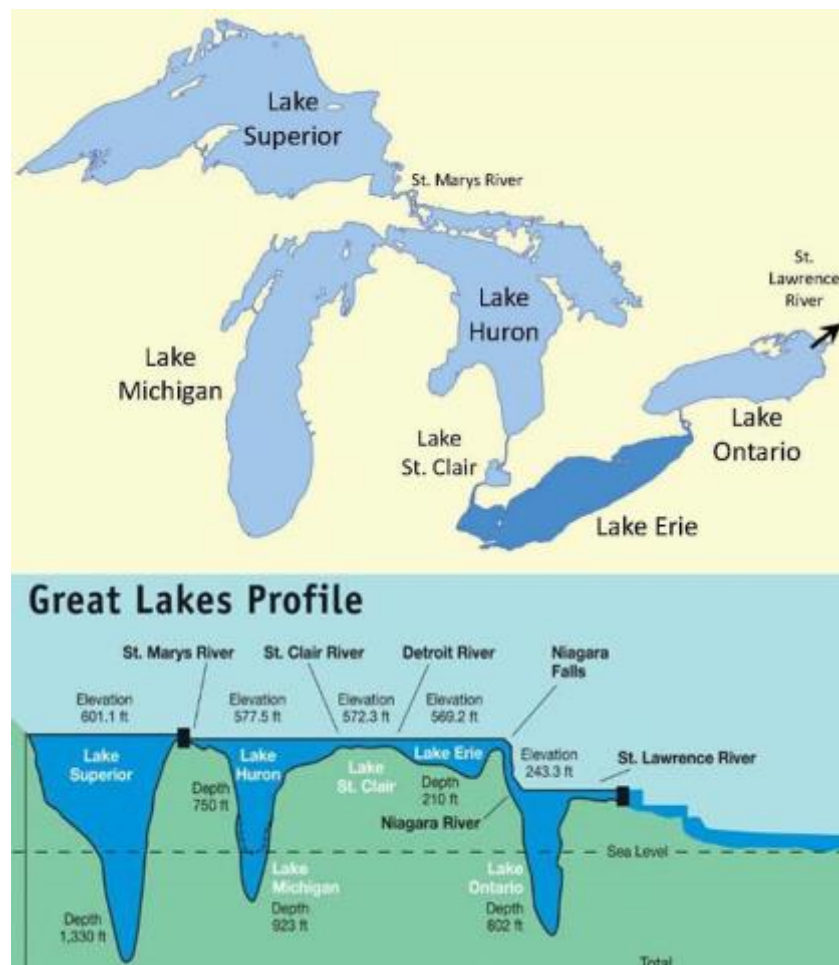 Lake
Superior
St. Marys River
St.
Lawrence
River
Lake
Huron
Lake
Michigan
Lake
Ontario
Lake
St. Clair
Lake Erie
Great Lakes Profile
St. Marys River
St. Clair River
Detroit River
Niagara
Falls
Elevation
601.1 ft
Elevation
577.5 ft
Elevation
572.3 ft
Elevation
569.2 ft
Elevation
243.3 ft
St. Lawrence River
Lake
Superior
Lake
Huron
Lake
St. Clair
Lake Erie
Depth
750 ft
Depth
210 ft
Niagara River
Sea Level
Lake
Michigan
Lake
Ontario
Depth
1,330 ft
Depth
923 ft
Depth
802 ft
Total